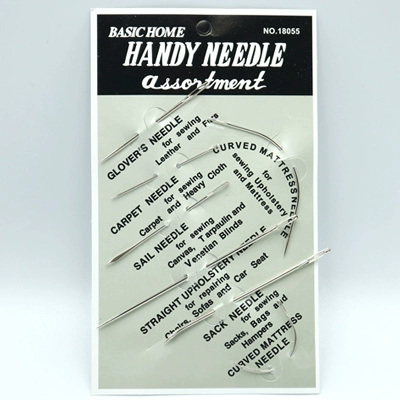 BASIC HOME
NO.18055
HANDY NEEDLE
assortment
GLOVER'S NEEDLE
for sewing
Leather and Furs
CURVED MATTRESS NEEDLE
for
sewing Upholstery
and Mattress
CARPET NEEDLE
for sewing
Carpet and Heavy Cloth
SAIL NEEDLE
for sewing
Canvas, Tarpaulin and
Venetian Blinds
STRAIGHT UPHOLSTERY NEEDLE
for repairing
Chairs, Sofas and Car Seat
SACK NEEDLE
for sewing
Sacks, Bags and
Hampers
CURVED MATTRESS
NEEDLE